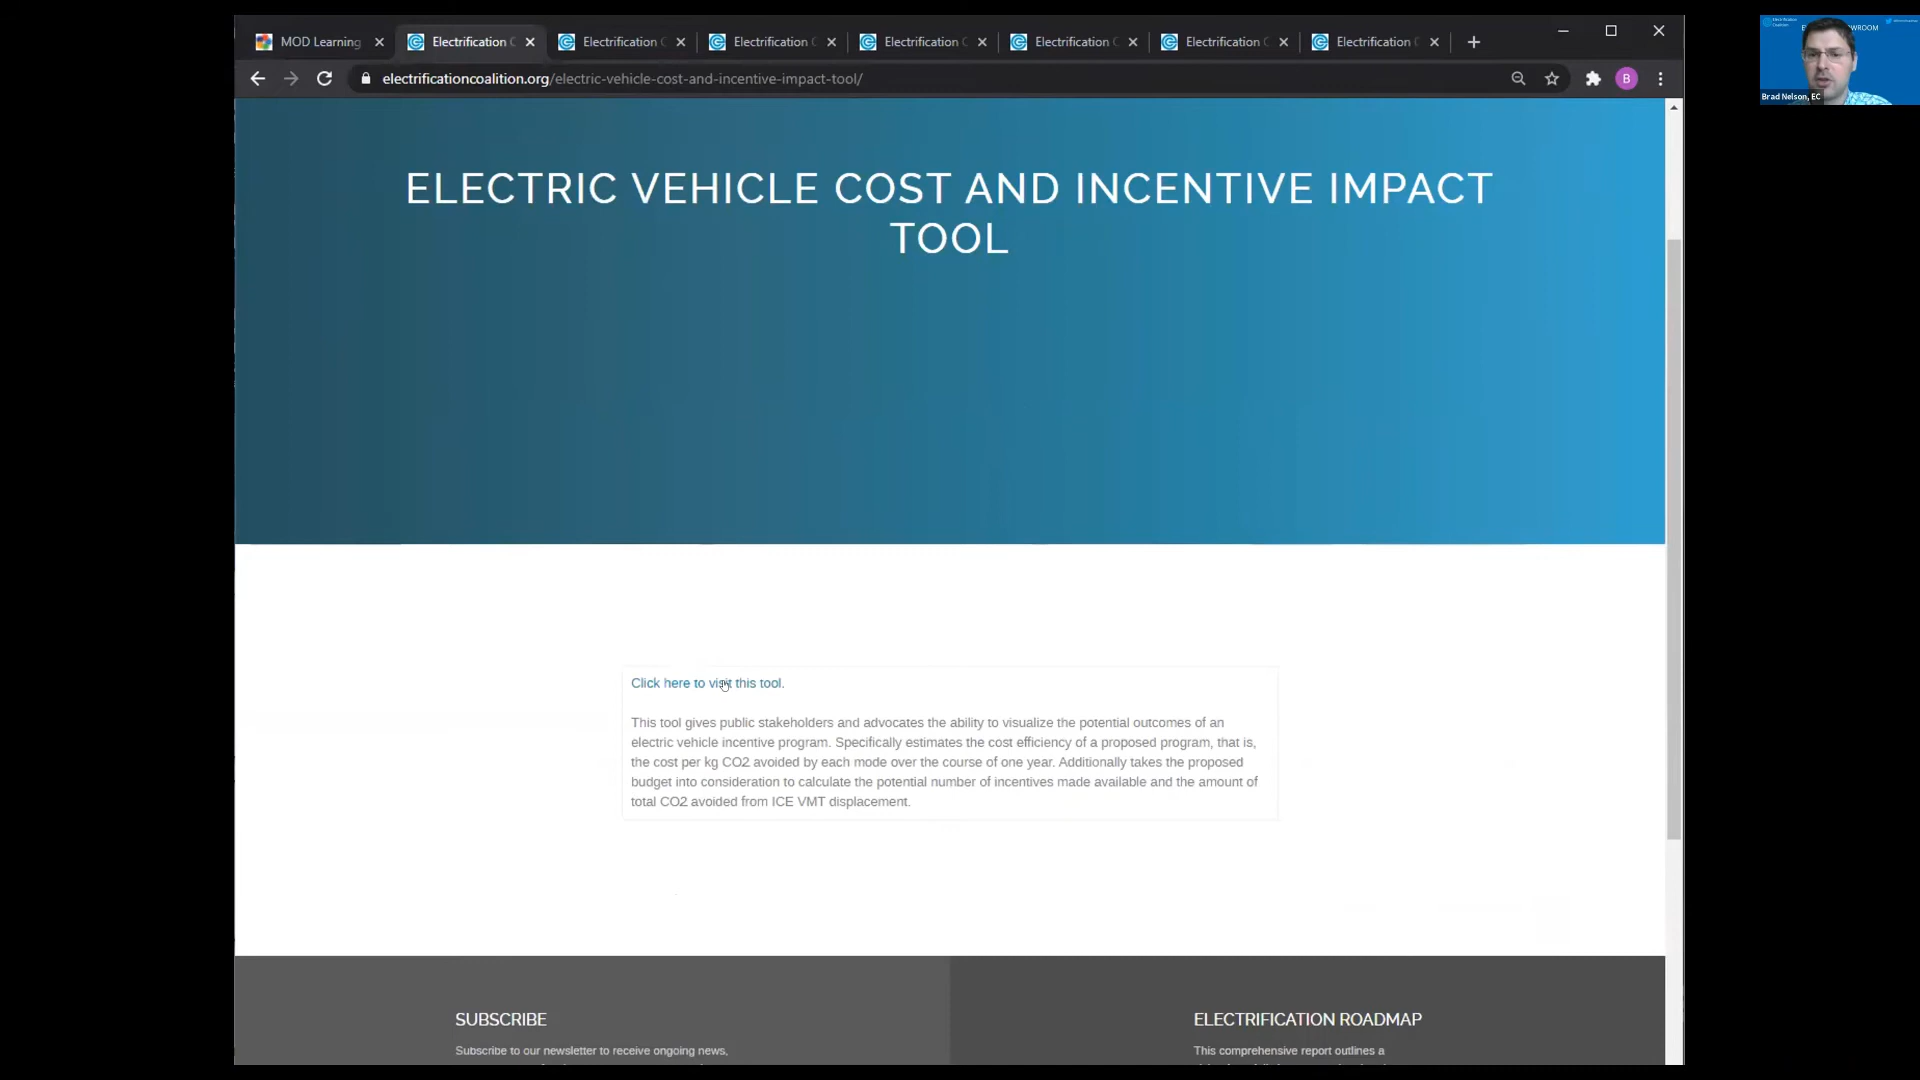 MOD Learning
Electrification C
Electrification C
Electrification C
Electrification C
Electrification C
Electrification C
Electrification C
electrificationcoalition.org/electric-vehicle-cost-and-incentive-impact-tool/
B
Brad Nelson, EC
ELECTRIC VEHICLE COST AND INCENTIVE IMPACT
TOOL
Click here to visit this tool.
This tool gives public stakeholders and advocates the ability to visualize the potential outcomes of an
electric vehicle incentive program. Specifically estimates the cost efficiency of a proposed program, that is,
the cost per kg CO2 avoided by each mode over the course of one year. Additionally takes the proposed
budget into consideration to calculate the potential number of incentives made available and the amount of
total CO2 avoided from ICE VMT displacement.
SUBSCRIBE
Subscribe to our newsletter to receive ongoing news,
ELECTRIFICATION ROADMAP
This comprehensive report outlines a